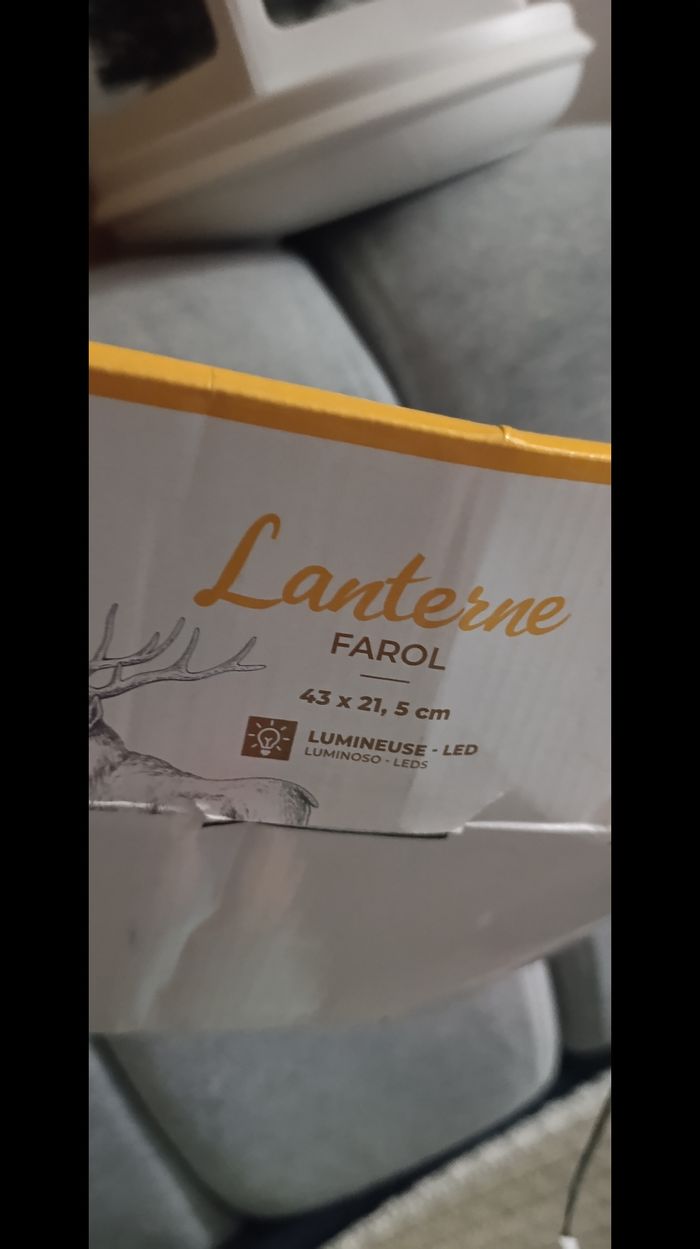 Lanterne
FAROL
43 x 21, 5 cm
LUMINEUSE - LED
LUMINOSO - LEDS